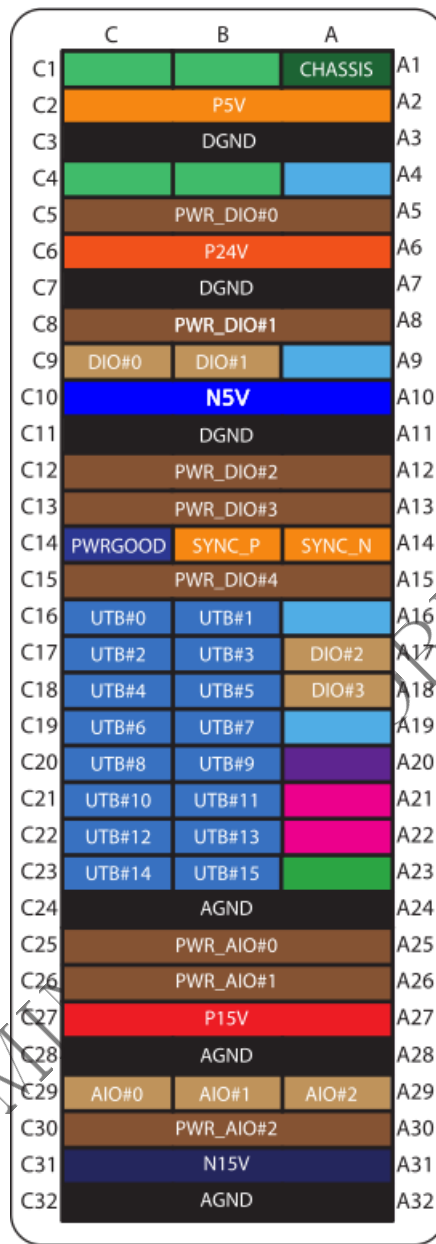 C B A
C1 CHASSIS A1
C2 P5V A2
C3 DGND A3
C4 A4
C5 PWR_DIO#0 A5
C6 P24V A6
C7 DGND A7
C8 PWR_DIO#1 A8
C9 DIO#0 DIO#1 A9
C10 N5V A10
C11 DGND A11
C12 PWR_DIO#2 A12
C13 PWR_DIO#3 A13
C14 PWRGOOD SYNC_P SYNC_N A14
C15 PWR_DIO#4 A15
C16 UTB#0 UTB#1 A16
C17 UTB#2 UTB#3 DIO#2 A17
C18 UTB#4 UTB#5 DIO#3 A18
C19 UTB#6 UTB#7 A19
C20 UTB#8 UTB#9 A20
C21 UTB#10 UTB#11 A21
C22 UTB#12 UTB#13 A22
C23 UTB#14 UTB#15 A23
C24 AGND A24
C25 PWR_AIO#0 A25
C26 PWR_AIO#1 A26
C27 P15V A27
C28 AGND A28
C29 AIO#0 AIO#1 AIO#2 A29
C30 PWR_AIO#2 A30
C31 N15V A31
C32 AGND A32